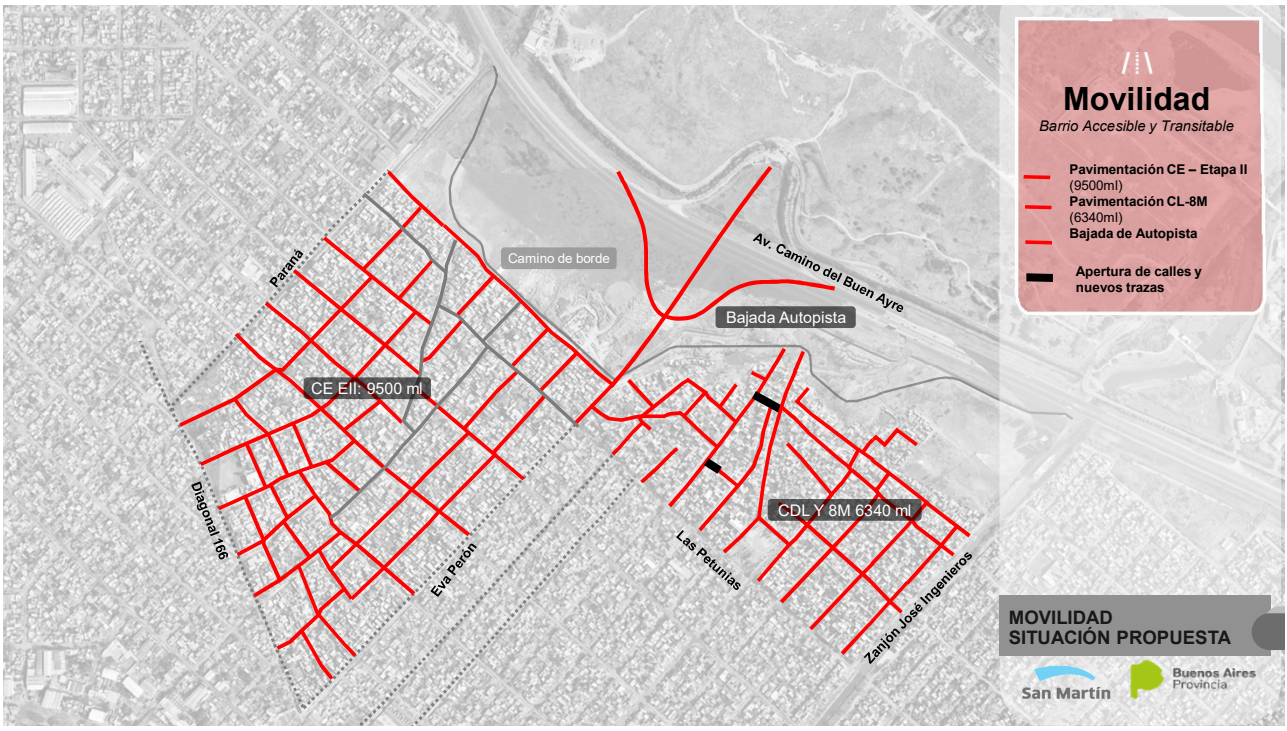 Movilidad
Barrio Accesible y Transitable
Pavimentación CE – Etapa II
(9500ml)
Pavimentación CL-8M
(6340ml)
Bajada de Autopista
Apertura de calles y
nuevos trazas
Paraná
Camino de borde
Av. Camino del Buen Ayre
Bajada Autopista
CE EII: 9500 ml
CDL Y 8M 6340 ml
Diagonal 166
Eva Perón
Las Petunias
Zanjón José Ingenieros
MOVILIDAD
SITUACIÓN PROPUESTA
San Martín
Buenos Aires
Provincia